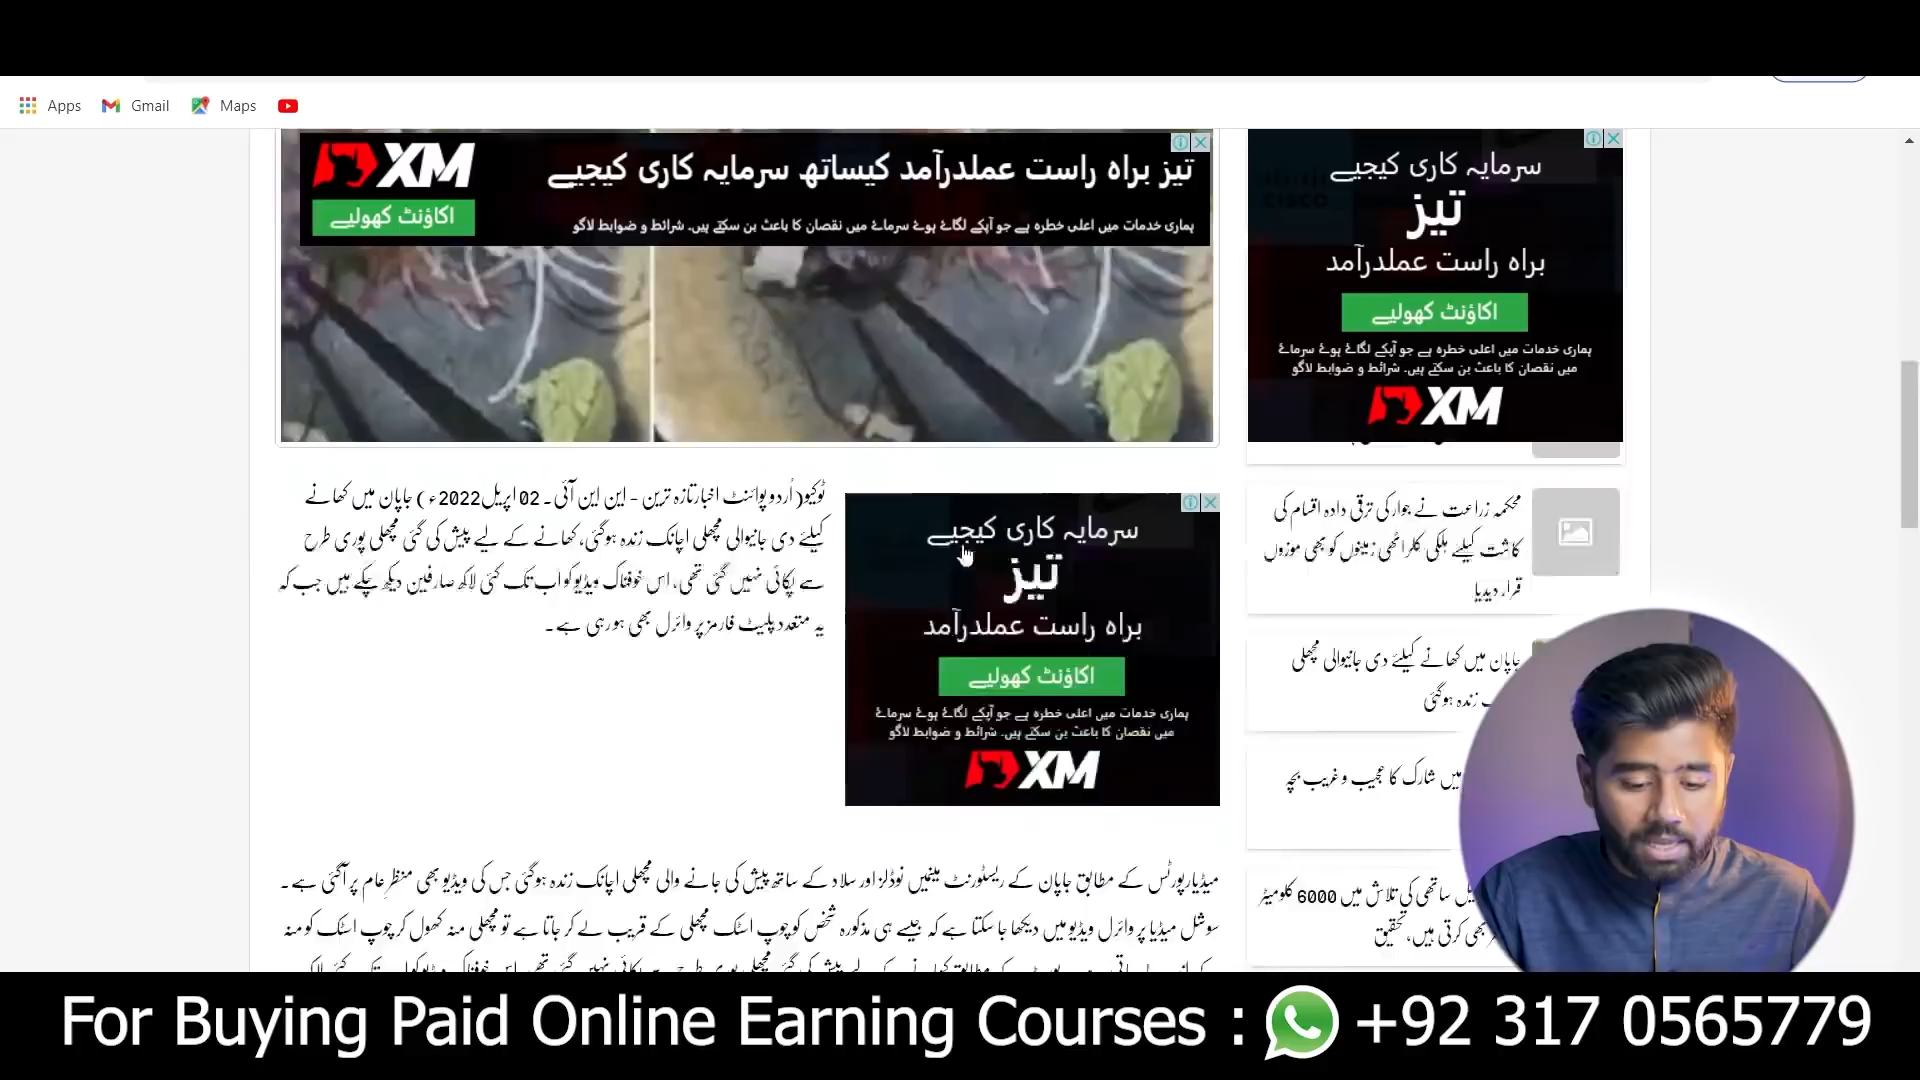 Apps Gmail Maps
XM
تیز براہ راست عملدرآمد کیساتھ سرمایہ کاری کیجیے
اکاؤنٹ کھولیے
ہماری خدمات میں اعلی خطرہ ہے جو آپکے لگائے ہوئے سرمائے میں نقصان کا باعث بن سکتے ہیں۔ شرائط و ضوابط لاگو
سرمایہ کاری کیجیے
تیز
براہ راست عملدرآمد
اکاؤنٹ کھولیے
ہماری خدمات میں اعلی خطرہ ہے جو آپکے لگائے ہوئے سرمائے
میں نقصان کا باعث بن سکتے ہیں۔ شرائط و ضوابط لاگو
XM
ٹوکیو(اُردو پوائنٹ اخبارتازہ ترین - این این آئی۔ 02 اپریل2022ء) جاپان میں کھانے
کیلئے دی جانیوالی مچھلی اچانک زندہ ہوگئی، کھانے کے لیے پیش کی گئی مچھلی پوری طرح
سے پکائی نہیں گئی تھی، اس خوفناک ویڈیو کو اب تک کئی لاکھ صارفین دیکھ چکے ہیں جب کہ
یہ متعدد پلیٹ فارمز پر وائرل بھی ہو رہی ہے۔
سرمایہ کاری کیجیے
تیز
براہ راست عملدرآمد
اکاؤنٹ کھولیے
ہماری خدمات میں اعلی خطرہ ہے جو آپکے لگائے ہوئے سرمائے
میں نقصان کا باعث بن سکتے ہیں۔ شرائط و ضوابط لاگو
XM
میڈیارپورٹس کے مطابق جاپان کے ریسٹورنٹ میں نوڈلز اور سلاد کے ساتھ پیش کی جانے والی مچھلی اچانک زندہ ہوگئی جس کی ویڈیو بھی منظرِ عام پر آگئی ہے۔
سوشل میڈیا پر وائرل ویڈیو میں دیکھا جا سکتا ہے کہ جیسے ہی مذکورہ شخص کو چوپ اسٹک مچھلی کے قریب لے کر جاتا ہے تو مچھلی منہ کھول کر چوپ اسٹک کو منہ
محکمہ زراعت نے جوار کی ترقی دادہ اقسام کی
کاشت کیلئے ہلکی کلراٹھی زمینوں کو بھی موزوں
قرار دیدیا
جاپان میں کھانے کیلئے دی جانیوالی مچھلی
زندہ ہوگئی
میں شارک کا عجیب و غریب بچہ
ساتھی کی تلاش میں 6000 کلومیٹر
بھی کرتی ہیں، تحقیق
For Buying Paid Online Earning Courses : +92 317 0565779